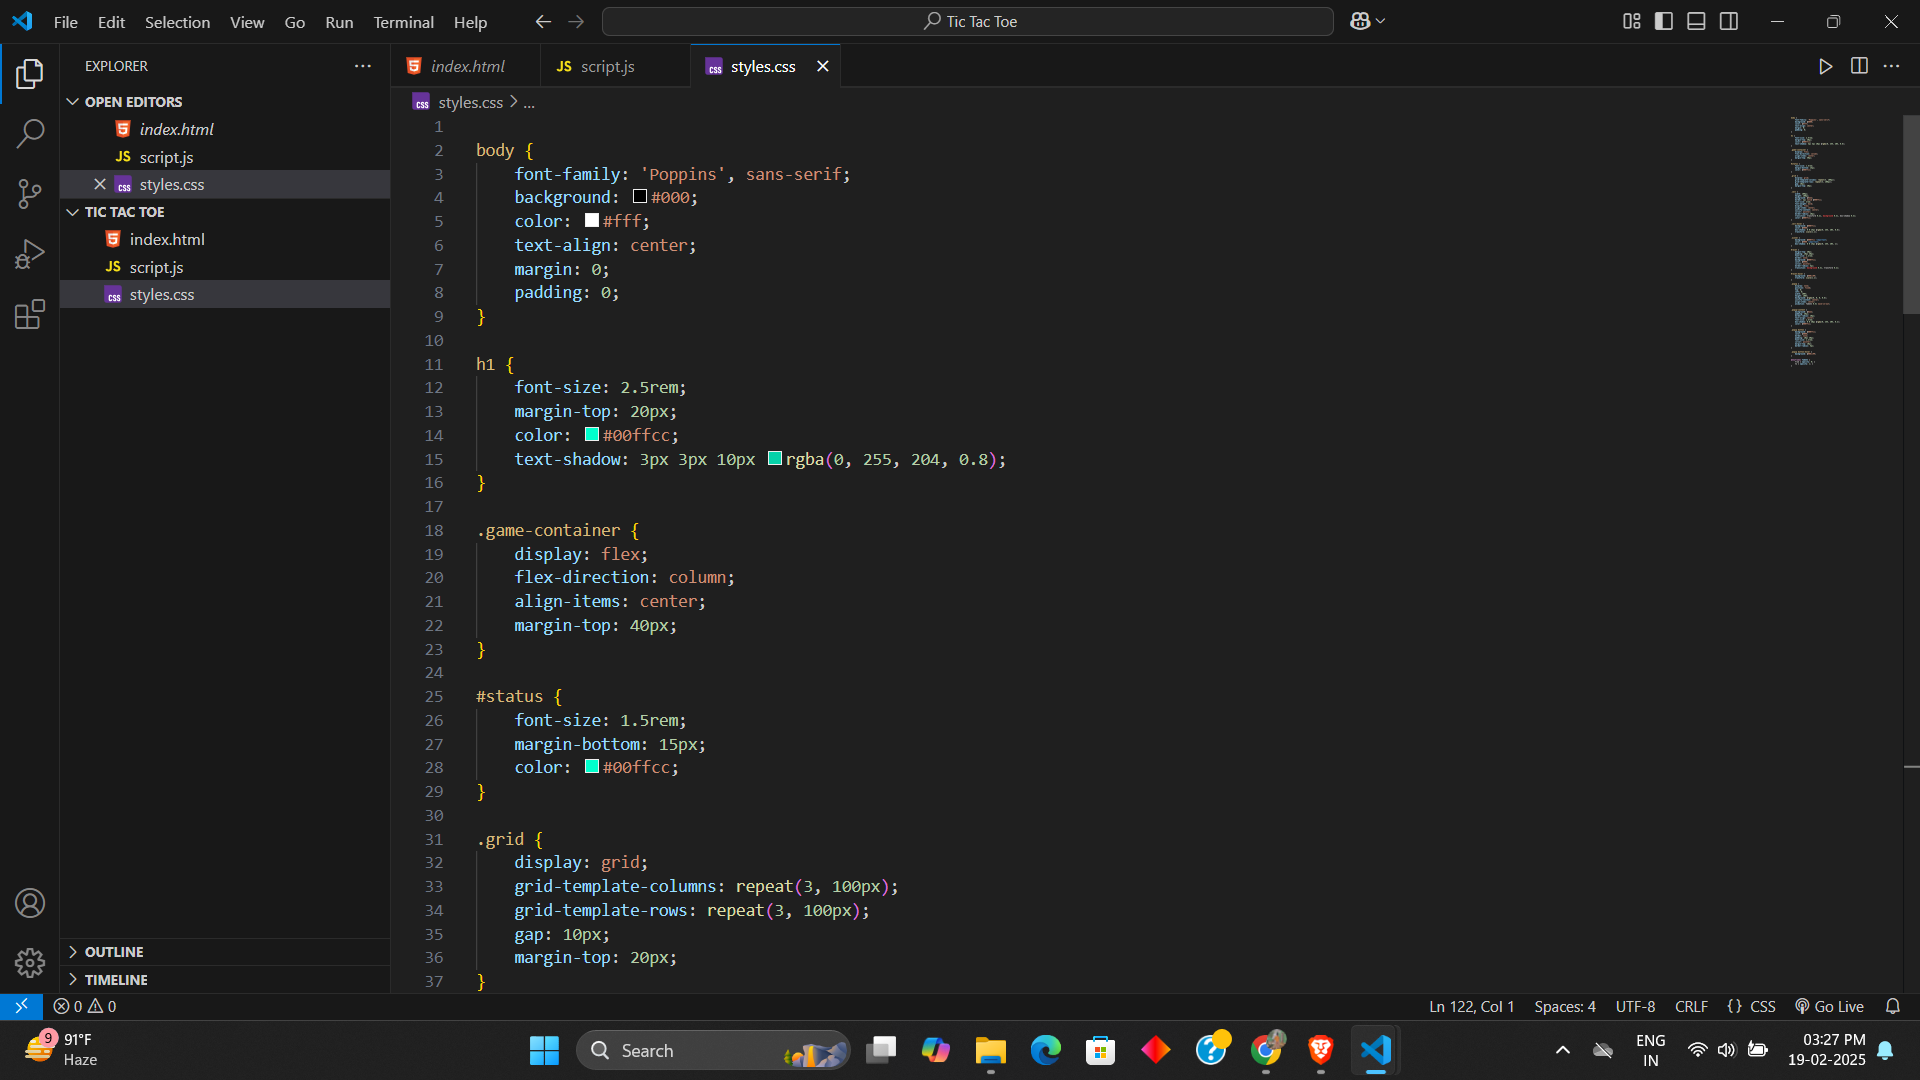 File Edit Selection View Go Run Terminal Help
Tic Tac Toe
EXPLORER
OPEN EDITORS
index.html
JS script.js
styles.css
TIC TAC TOE
index.html
JS script.js
styles.css
OUTLINE
TIMELINE
index.html
JS script.js
styles.css
styles.css > ...
1
2 body {
3 font-family: 'Poppins', sans-serif;
4 background: #000;
5 color: #fff;
6 text-align: center;
7 margin: 0;
8 padding: 0;
9 }
10
11 h1 {
12 font-size: 2.5rem;
13 margin-top: 20px;
14 color: #00ffcc;
15 text-shadow: 3px 3px 10px rgba(0, 255, 204, 0.8);
16 }
17
18 .game-container {
19 display: flex;
20 flex-direction: column;
21 align-items: center;
22 margin-top: 40px;
23 }
24
25 #status {
26 font-size: 1.5rem;
27 margin-bottom: 15px;
28 color: #00ffcc;
29 }
30
31 .grid {
32 display: grid;
33 grid-template-columns: repeat(3, 100px);
34 grid-template-rows: repeat(3, 100px);
35 gap: 10px;
36 margin-top: 20px;
37 }
0 0
Ln 122, Col 1 Spaces: 4 UTF-8 CRLF {} CSS Go Live
9
91°F
Haze
Search
ENG
IN
03:27 PM
19-02-2025